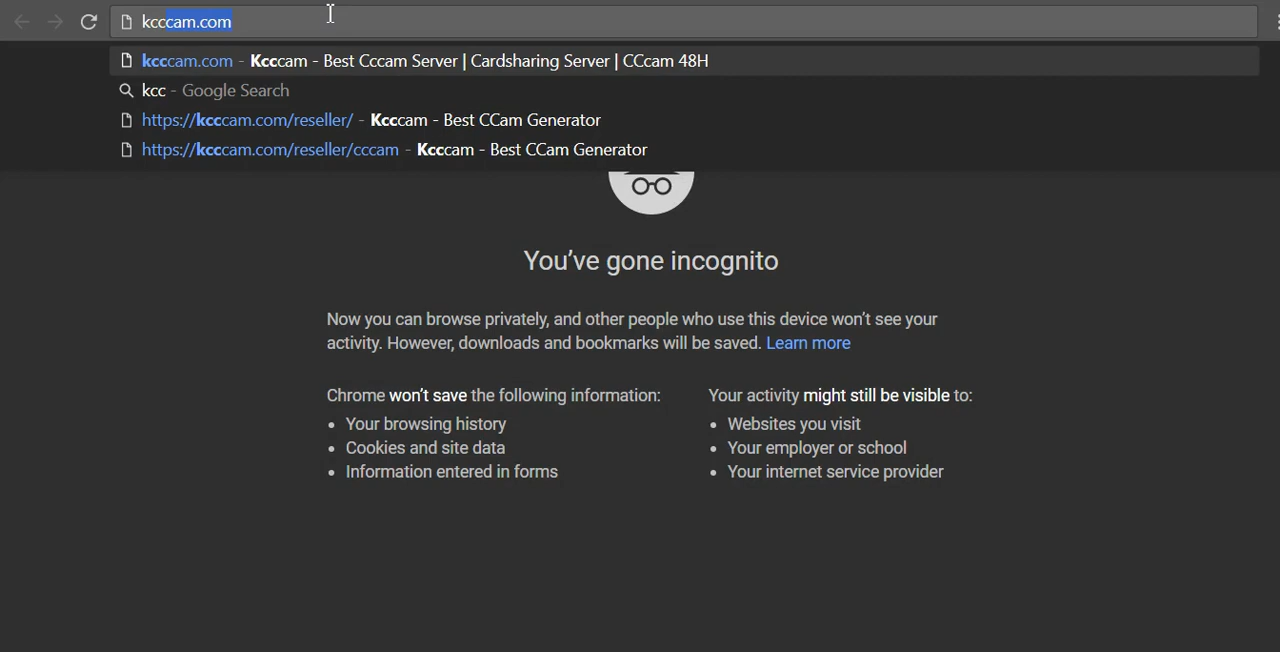 kcccam.com
kcccam.com - Kcccam - Best Cccam Server | Cardsharing Server | CCcam 48H
kcc - Google Search
https://kcccam.com/reseller/ - Kcccam - Best CCam Generator
https://kcccam.com/reseller/cccam - Kcccam - Best CCam Generator
You've gone incognito
Now you can browse privately, and other people who use this device won't see your
activity. However, downloads and bookmarks will be saved. Learn more
Chrome won't save the following information:
• Your browsing history
• Cookies and site data
• Information entered in forms
Your activity might still be visible to:
• Websites you visit
• Your employer or school
• Your internet service provider